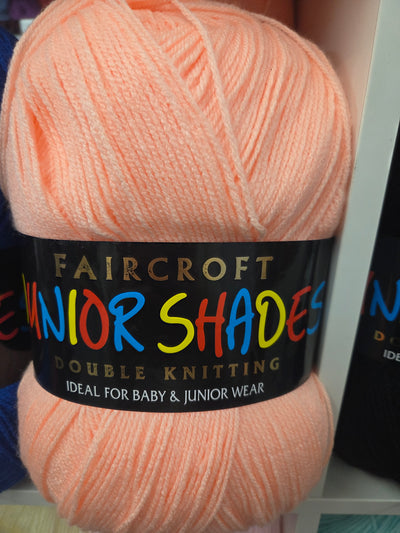 FAIRCROFT
JUNIOR SHADES
DOUBLE KNITTING
IDEAL FOR BABY & JUNIOR WEAR